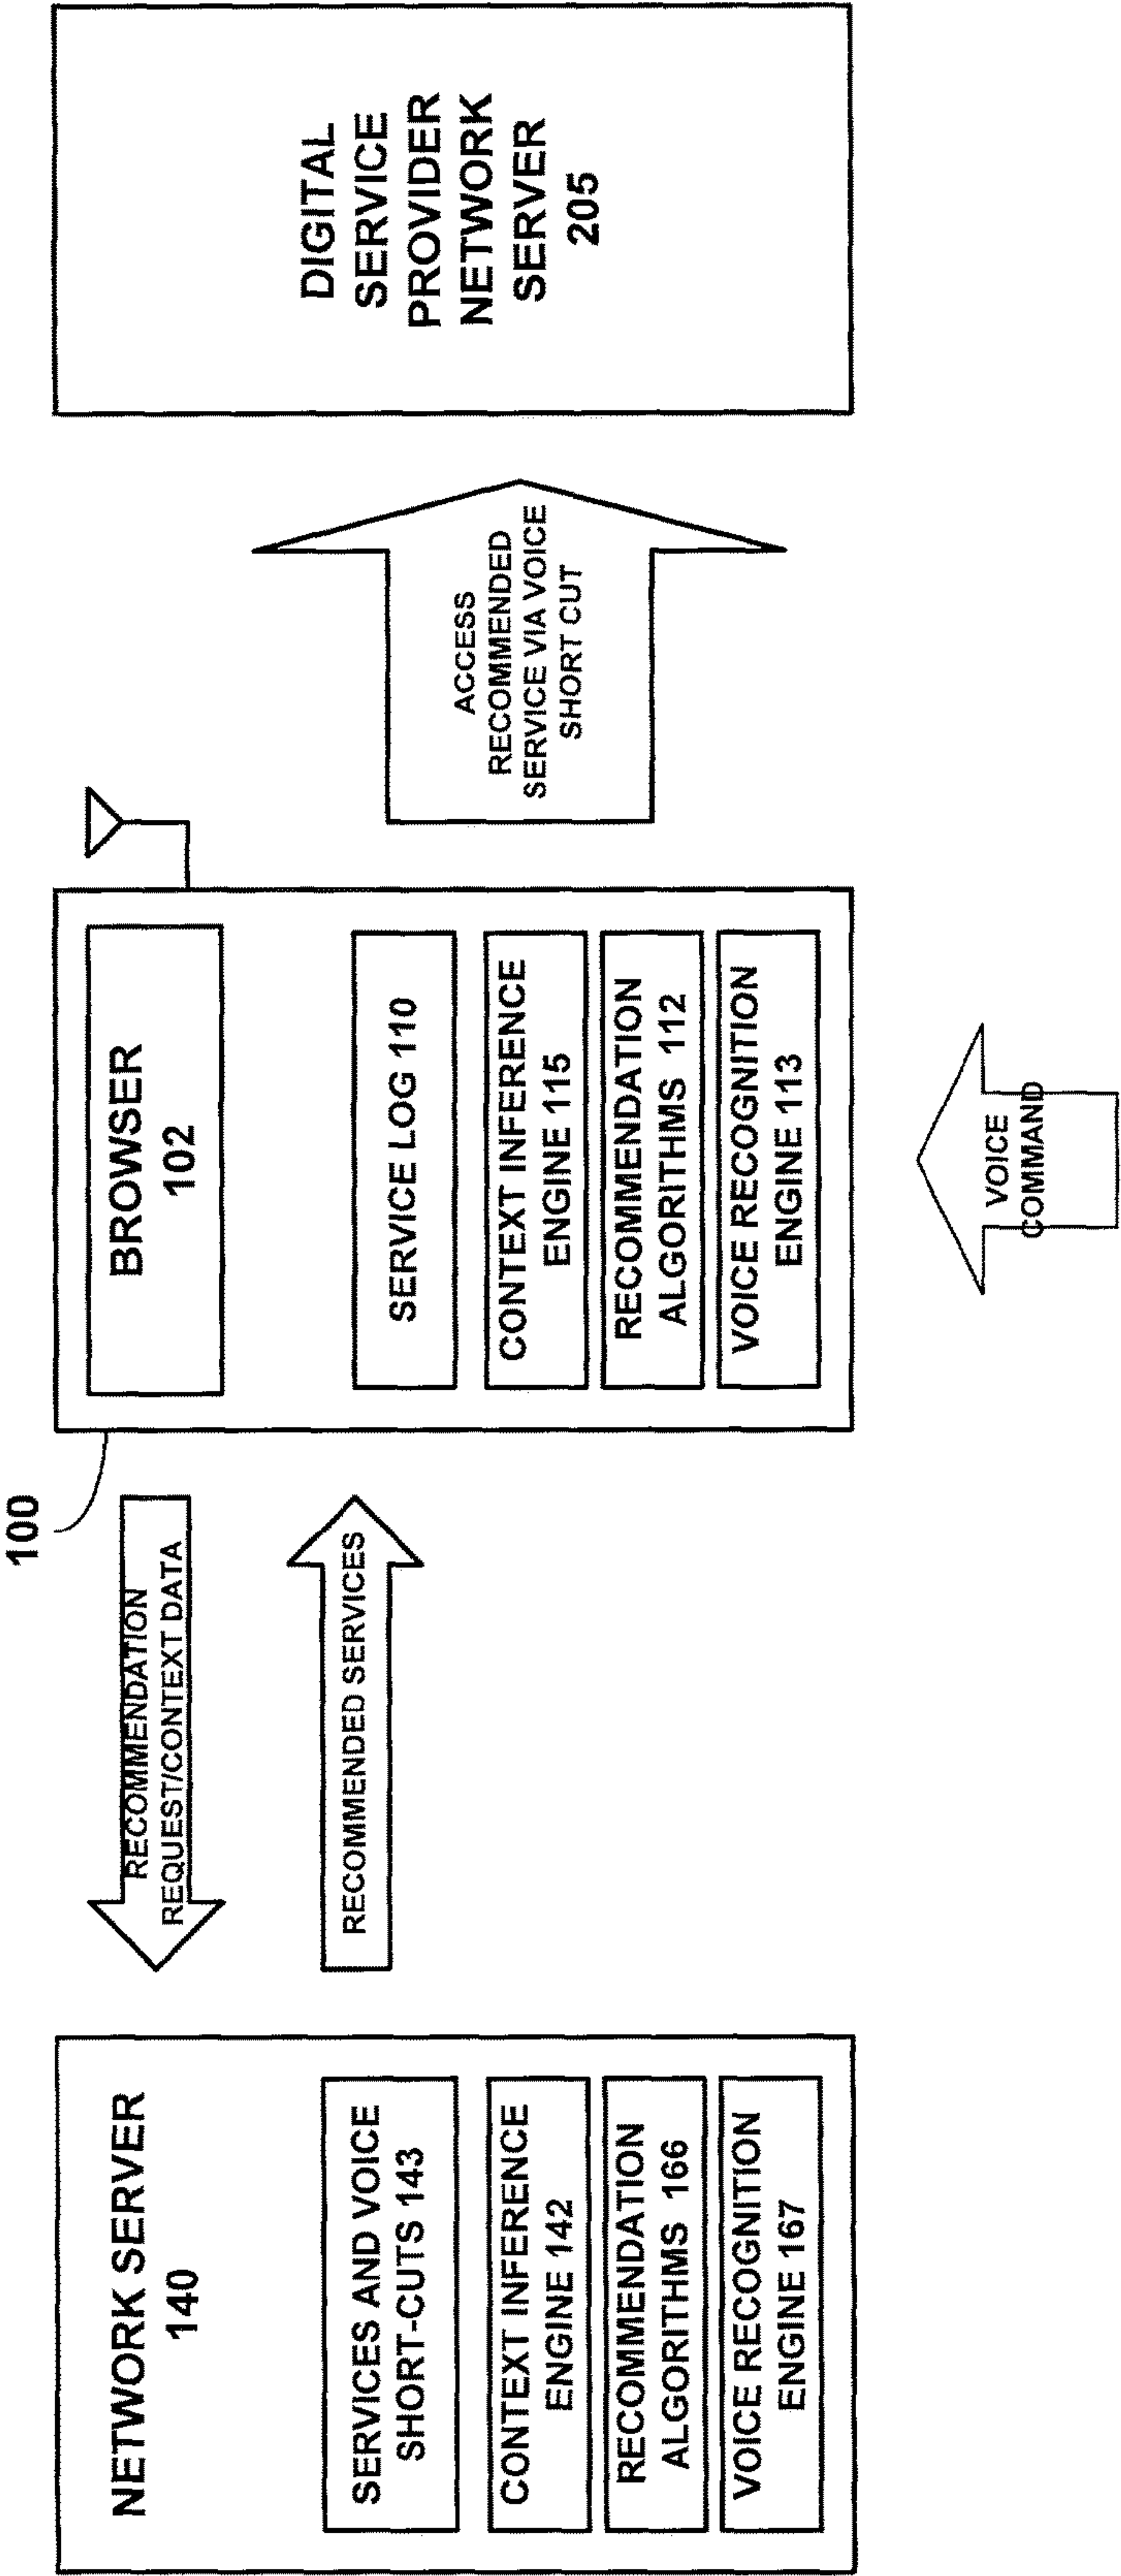 NETWORK SERVER
140
SERVICES AND VOICE
SHORT-CUTS 143
CONTEXT INFERENCE
ENGINE 142
RECOMMENDATION
ALGORITHMS 166
VOICE RECOGNITION
ENGINE 167
RECOMMENDATION
REQUEST/CONTEXT DATA
RECOMMENDED SERVICES
100
BROWSER
102
SERVICE LOG 110
CONTEXT INFERENCE
ENGINE 115
RECOMMENDATION
ALGORITHMS 112
VOICE RECOGNITION
ENGINE 113
VOICE
COMMAND
ACCESS
RECOMMENDED
SERVICE VIA VOICE
SHORT CUT
DIGITAL
SERVICE
PROVIDER
NETWORK
SERVER
205